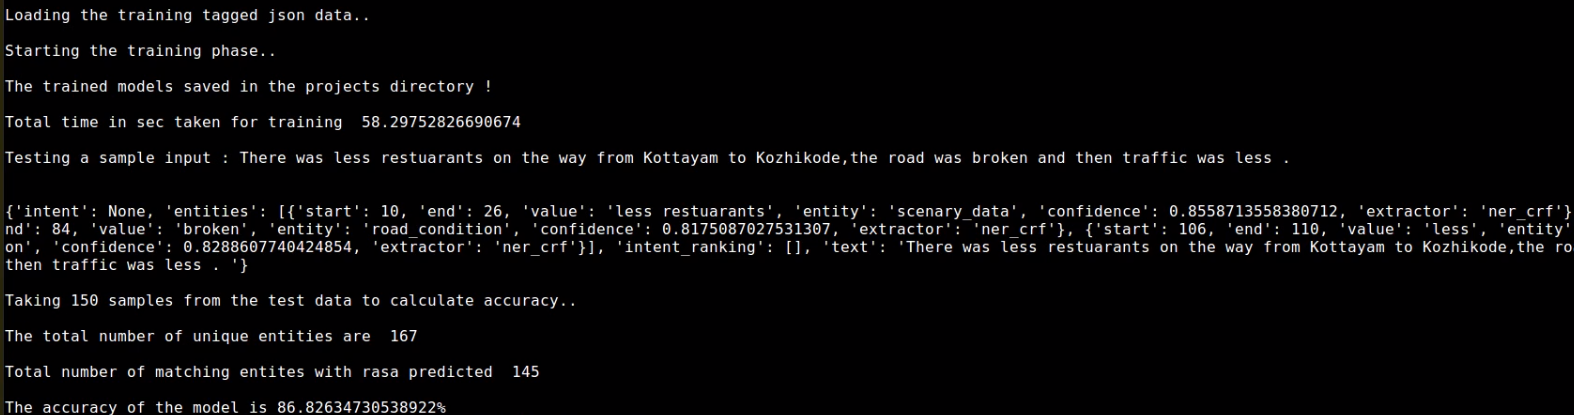 Loading the training tagged json data..
Starting the training phase..
The trained models saved in the projects directory !
Total time in sec taken for training  58.29752826690674
Testing a sample input : There was less restuarants on the way from Kottayam to Kozhikode,the road was broken and then traffic was less .
{'intent': None, 'entities': [{'start': 10, 'end': 26, 'value': 'less restuarants', 'entity': 'scenary_data', 'confidence': 0.8558713558380712, 'extractor': 'ner_crf'}
nd': 84, 'value': 'broken', 'entity': 'road_condition', 'confidence': 0.8175087027531307, 'extractor': 'ner_crf'}, {'start': 106, 'end': 110, 'value': 'less', 'entity'
on', 'confidence': 0.8288607740424854, 'extractor': 'ner_crf'}], 'intent_ranking': [], 'text': 'There was less restuarants on the way from Kottayam to Kozhikode,the ro
then traffic was less . '}
Taking 150 samples from the test data to calculate accuracy..
The total number of unique entities are  167
Total number of matching entites with rasa predicted  145
The accuracy of the model is 86.82634730538922%